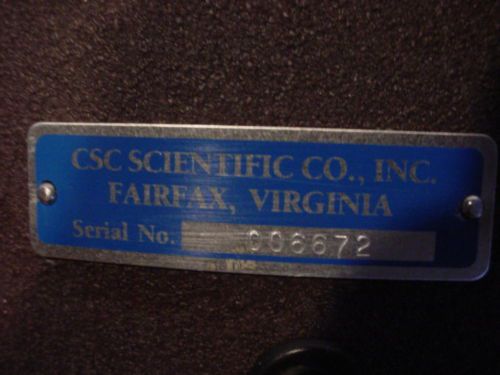 CSC SCIENTIFIC CO., INC.
FAIRFAX, VIRGINIA
Serial No. 006672